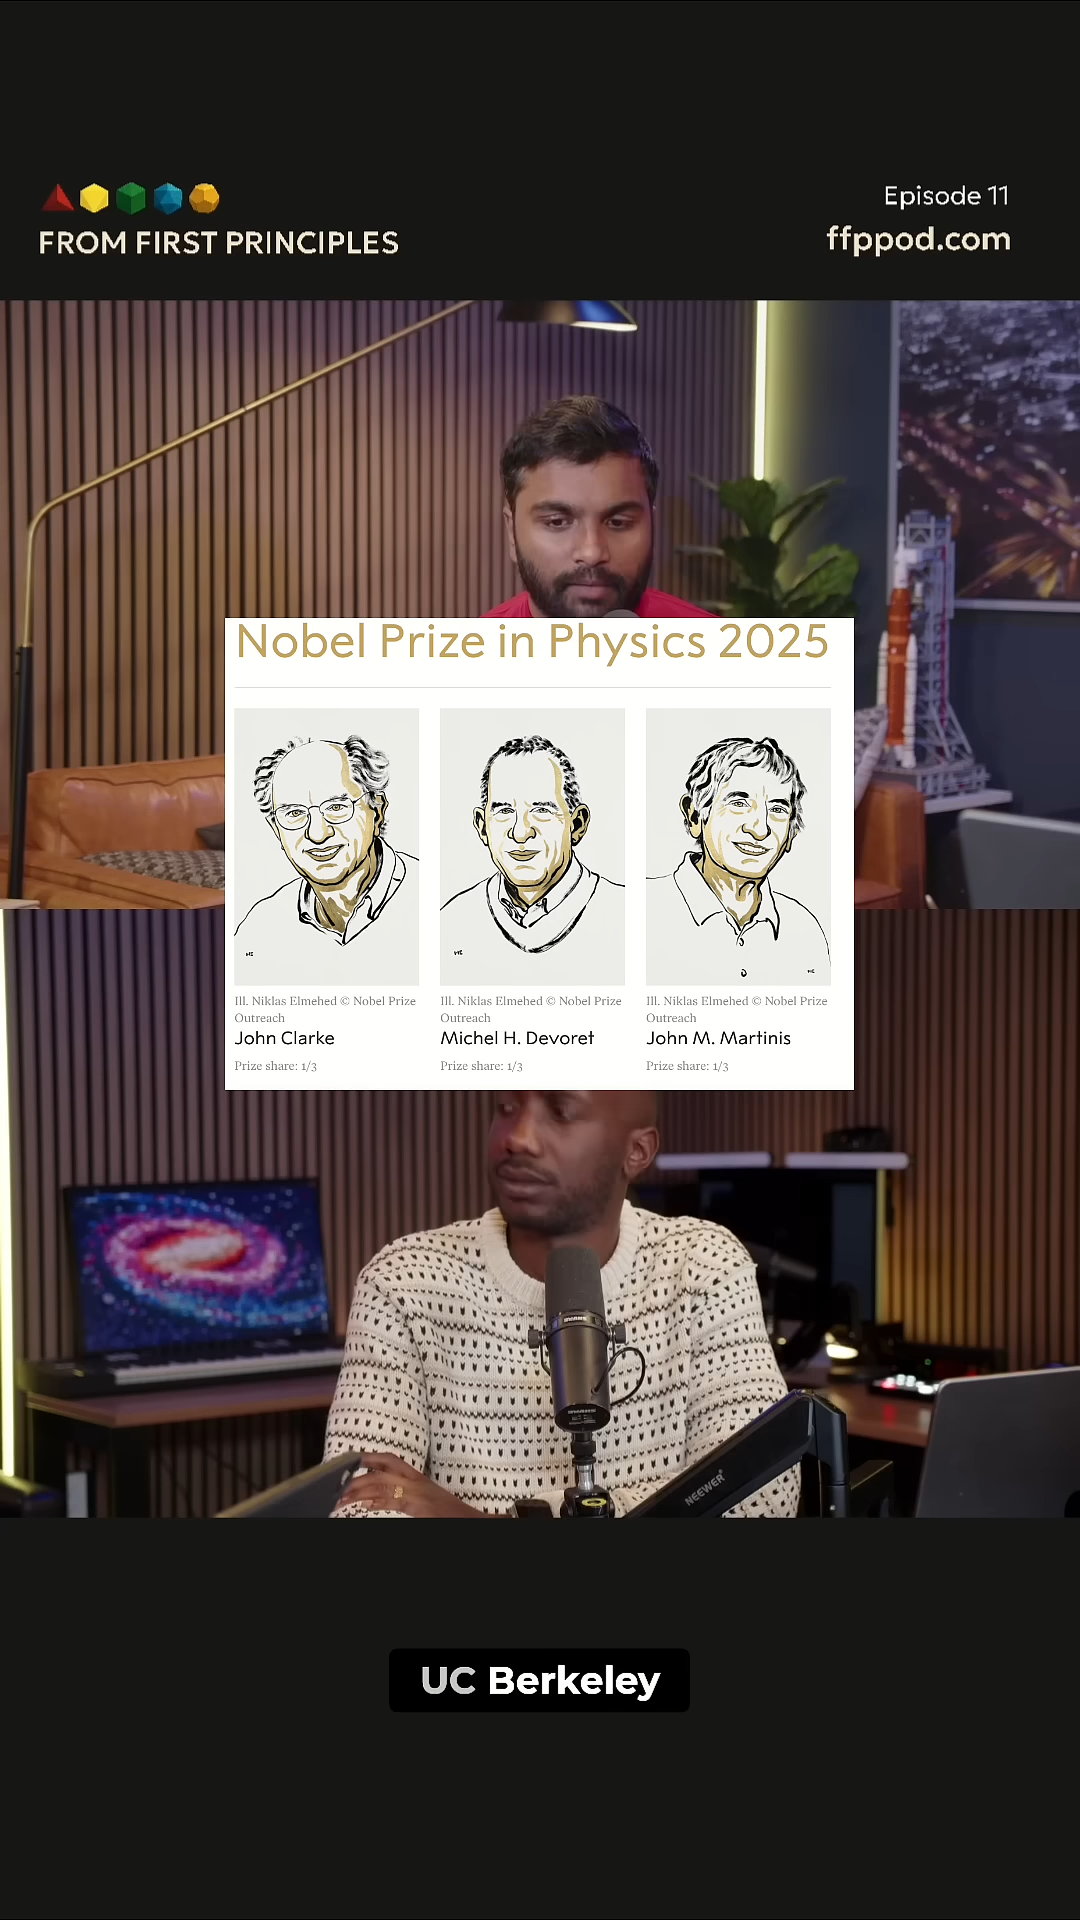 FROM FIRST PRINCIPLES
Episode 11
ffppod.com
Nobel Prize in Physics 2025
Ill. Niklas Elmehed © Nobel Prize
Outreach
John Clarke
Prize share: 1/3
Ill. Niklas Elmehed © Nobel Prize
Outreach
Michel H. Devoret
Prize share: 1/3
Ill. Niklas Elmehed © Nobel Prize
Outreach
John M. Martinis
Prize share: 1/3
NEEWER
UC Berkeley